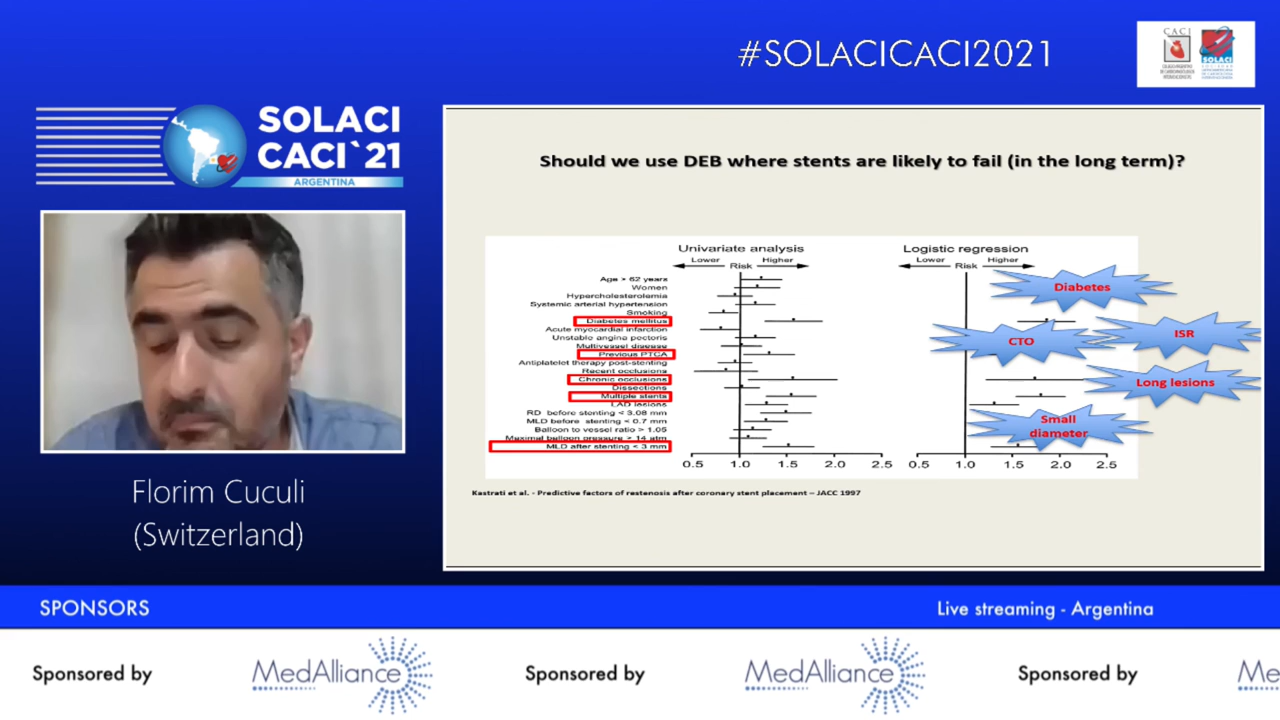 #SOLACICACI2021
CACI
SOLACI
SOLACI
CACI`21
ARGENTINA
Florim Cuculi
(Switzerland)
Should we use DEB where stents are likely to fail (in the long term)?
Univariate analysis
Lower
Higher
Risk
Age > 62 years
Women
Hypercholesterolemia
Systemic arterial hypertension
Smoking
Diabetes mellitus
Acute myocardial infarction
Unstable angina pectoris
Multivessel disease
Previous PTCA
Antiplatelet therapy post-stenting
Recent occlusions
Chronic occlusions
Dissections
Multiple stents
LAD lesions
RD before stenting < 3.08 mm
MLD before stenting < 0.7 mm
Balloon to vessel ratio > 1.05
Maximal balloon pressure > 14 atm
MLD after stenting < 3 mm
0.5 1.0 1.5 2.0 2.5
Logistic regression
Lower
Higher
Risk
Diabetes
CTO
ISR
Long lesions
Small
diameter
0.5 1.0 1.5 2.0 2.5
Kastrati et al. - Predictive factors of restenosis after coronary stent placement – JACC 1997
SPONSORS
Live streaming - Argentina
Sponsored by
MedAlliance
Sponsored by
MedAlliance
Sponsored by
Me